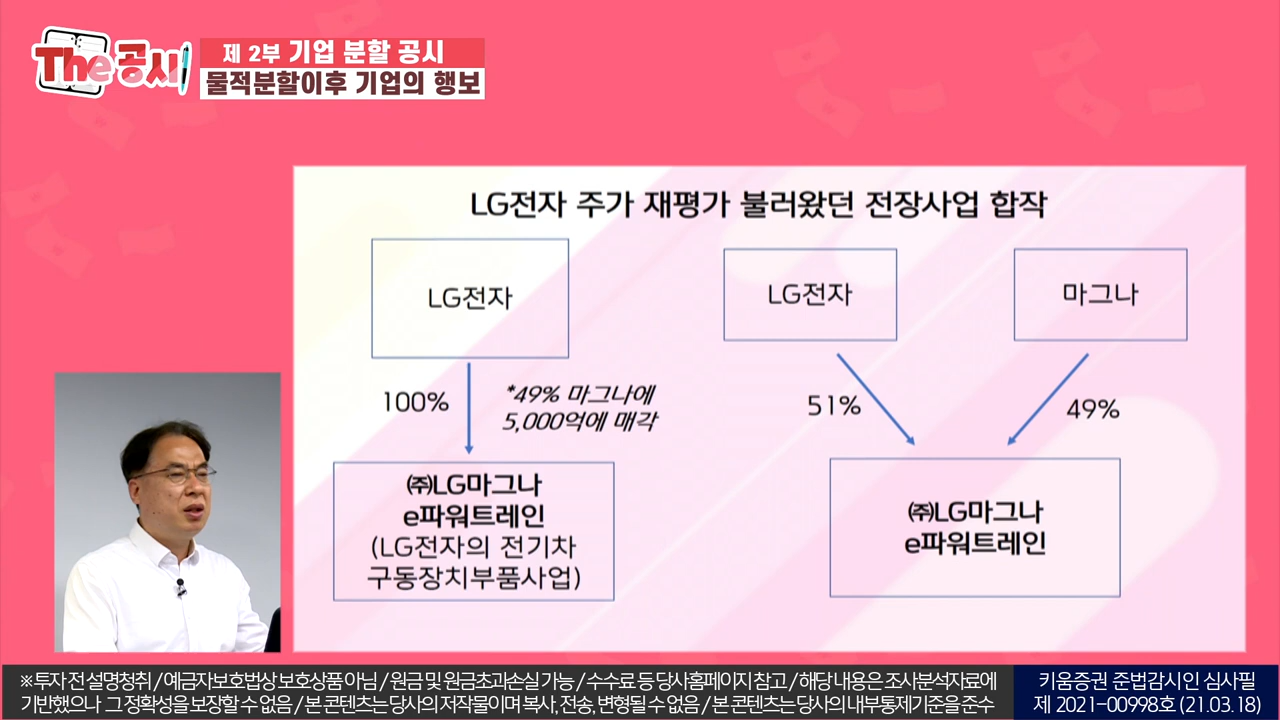 The 공시
제 2부 기업 분할 공시
물적분할이후 기업의 행보
LG전자 주가 재평가 불러왔던 전장사업 합작
LG전자
100%
*49% 마그나에
5,000억에 매각
㈜LG마그나
e파워트레인
(LG전자의 전기차
구동장치부품사업)
LG전자
마그나
51%
49%
㈜LG마그나
e파워트레인
※ 투자 전 설명청취 / 예금자보호법상 보호상품 아님 / 원금 및 원금초과손실 가능 / 수수료 등 당사홈페이지 참고 / 해당 내용은 조사분석자료에
기반했으나 그 정확성을 보장할 수 없음 / 본 콘텐츠는 당사의 저작물이며 복사, 전송, 변형될 수 없음 / 본 콘텐츠는 당사의 내부통제기준을 준수
키움증권 준법감시인 심사필
제 2021-00998호 (21.03.18)